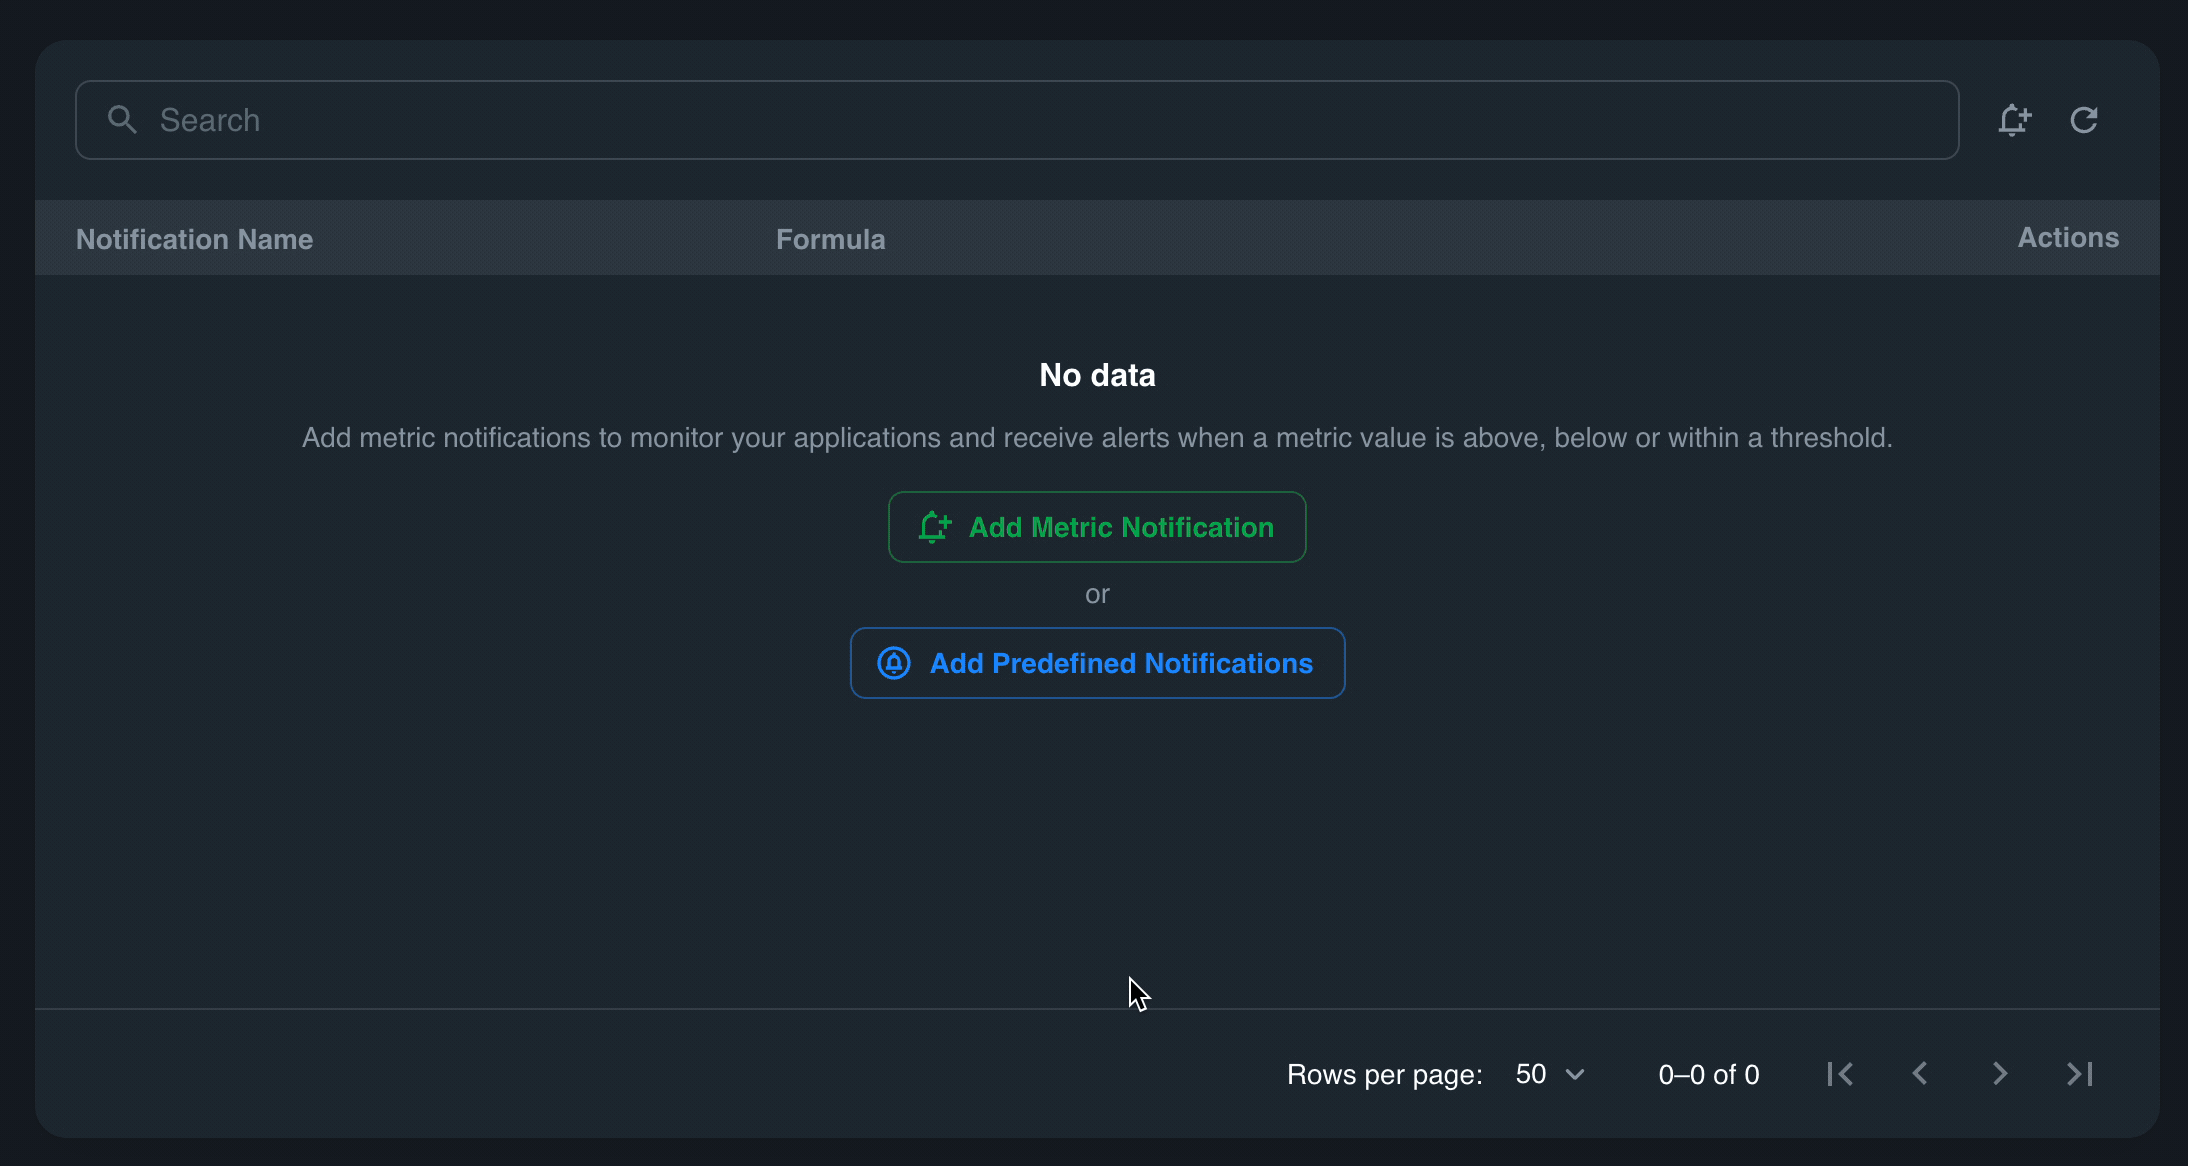 Search
Notification Name Formula Actions
No data
Add metric notifications to monitor your applications and receive alerts when a metric value is above, below or within a threshold.
Add Metric Notification
or
Add Predefined Notifications
Rows per page: 50 0–0 of 0